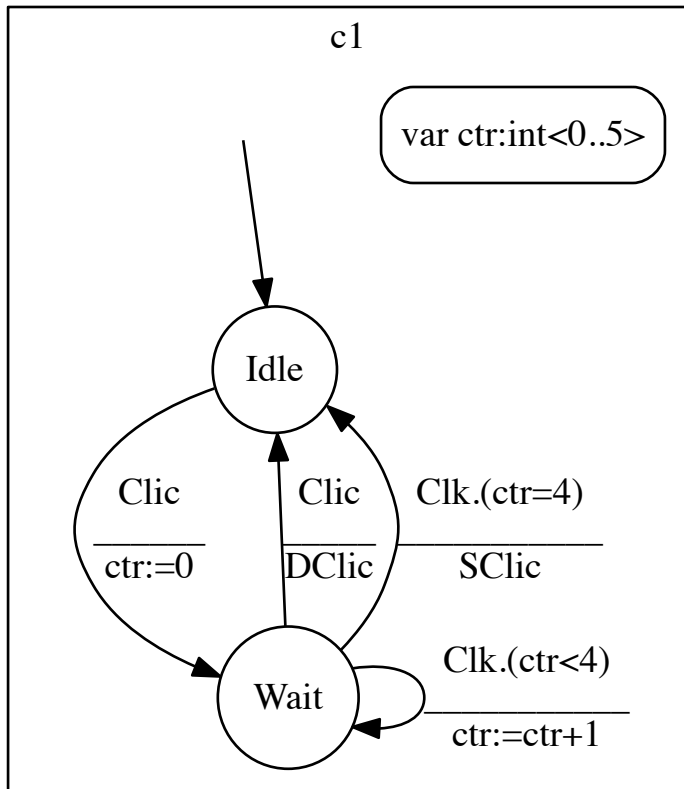 c1
var ctr:int<0..5>
Idle
Clic
ctr:=0
Clic
DClic
Clk.(ctr=4)
SClic
Wait
Clk.(ctr<4)
ctr:=ctr+1